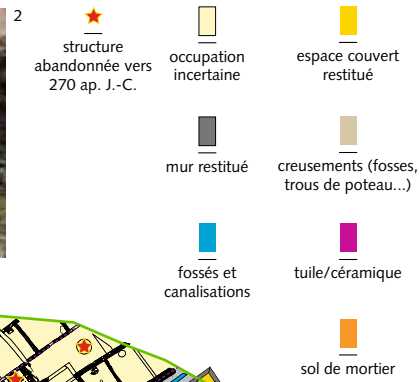 2
structure
abandonnée vers
270 ap. J.-C.
occupation
incertaine
espace couvert
restitué
mur restitué
creusements (fosses,
trous de poteau...)
fossés et
canalisations
tuile/céramique
sol de mortier